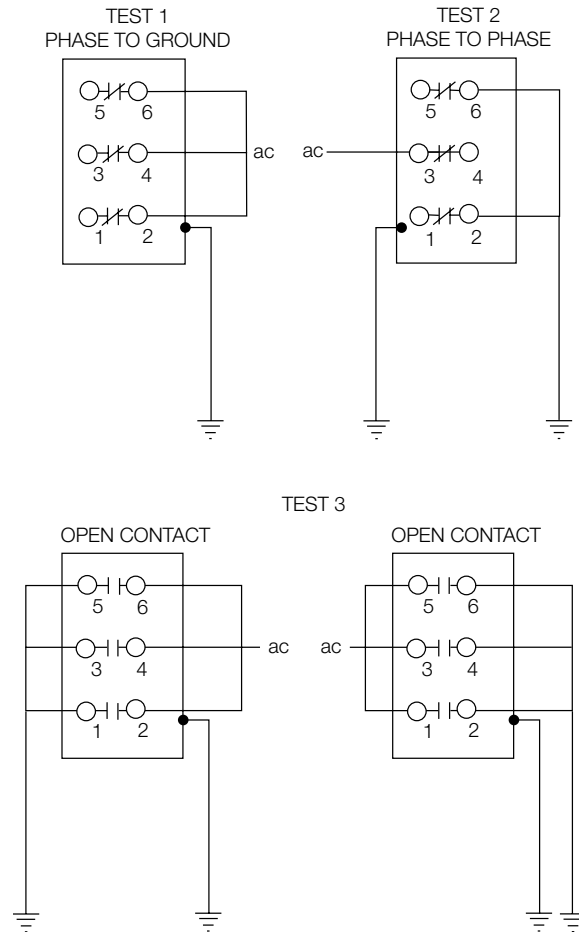 TEST 1
PHASE TO GROUND
5 6
3 4
ac
1 2
TEST 2
PHASE TO PHASE
5 6
ac
3 4
1 2
TEST 3
OPEN CONTACT
5 6
3 4
ac
1 2
OPEN CONTACT
5 6
ac
3 4
1 2